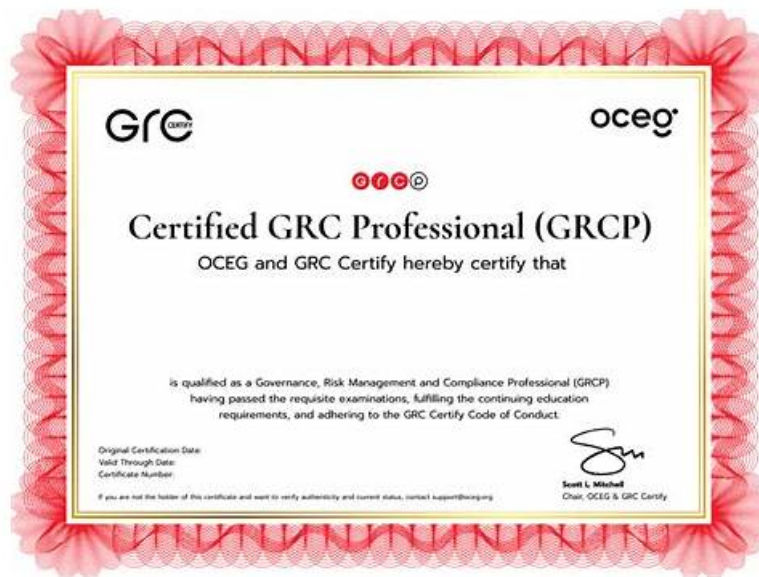 GrC CERTIFY
oceg
GrCP
Certified GRC Professional (GRCP)
OCEG and GRC Certify hereby certify that
is qualified as a Governance, Risk Management and Compliance Professional (GRCP)
having passed the requisite examinations, fulfilling the continuing education
requirements, and adhering to the GRC Certify Code of Conduct.
Original Certification Date:
Valid Through Date:
Certificate Number:
Scott L. Mitchell
Chair, OCEG & GRC Certify
If you are not the holder of this certificate and want to verify authenticity and current status, contact support@oceg.org